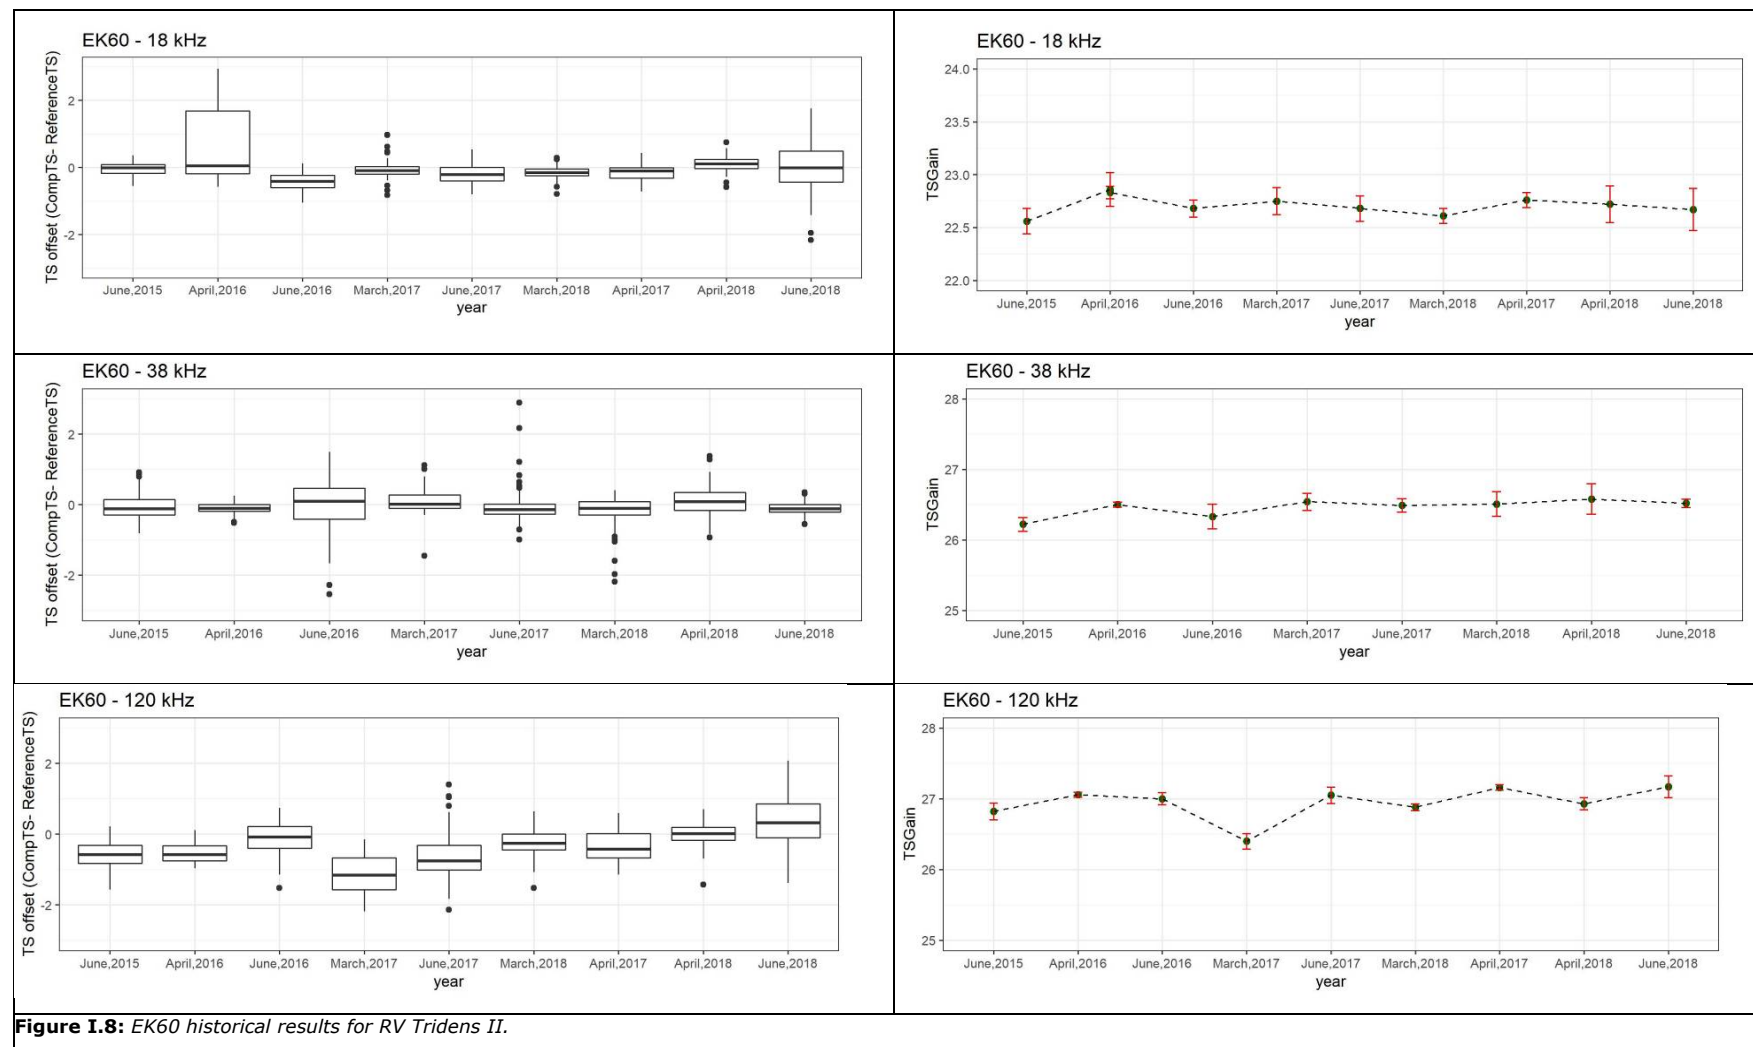 EK60 - 18 kHz
TS offset (CompTS- ReferenceTS)
2
0
-2
June,2015 April,2016 June,2016 March,2017 June,2017 March,2018 April,2017 April,2018 June,2018
year
EK60 - 18 kHz
TSGain
24.0
23.5
23.0
22.5
22.0
June,2015 April,2016 June,2016 March,2017 June,2017 March,2018 April,2017 April,2018 June,2018
year
EK60 - 38 kHz
TS offset (CompTS- ReferenceTS)
2
0
-2
June,2015 April,2016 June,2016 March,2017 June,2017 March,2018 April,2018 June,2018
year
EK60 - 38 kHz
TSGain
28
27
26
25
June,2015 April,2016 June,2016 March,2017 June,2017 March,2018 April,2018 June,2018
year
EK60 - 120 kHz
TS offset (CompTS- ReferenceTS)
2
0
-2
June,2015 April,2016 June,2016 March,2017 June,2017 March,2018 April,2017 April,2018 June,2018
year
EK60 - 120 kHz
TSGain
28
27
26
25
June,2015 April,2016 June,2016 March,2017 June,2017 March,2018 April,2017 April,2018 June,2018
year
Figure I.8: EK60 historical results for RV Tridens II.